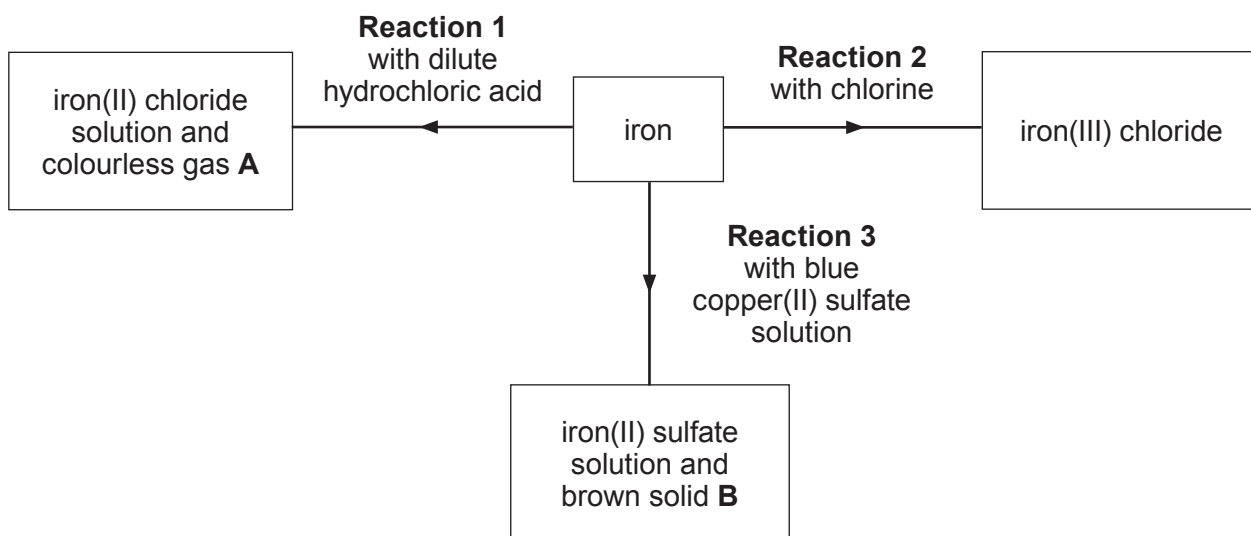 Reaction 1
with dilute
hydrochloric acid
Reaction 2
with chlorine
iron(II) chloride
solution and
colourless gas A
iron
iron(III) chloride
Reaction 3
with blue
copper(II) sulfate
solution
iron(II) sulfate
solution and
brown solid B